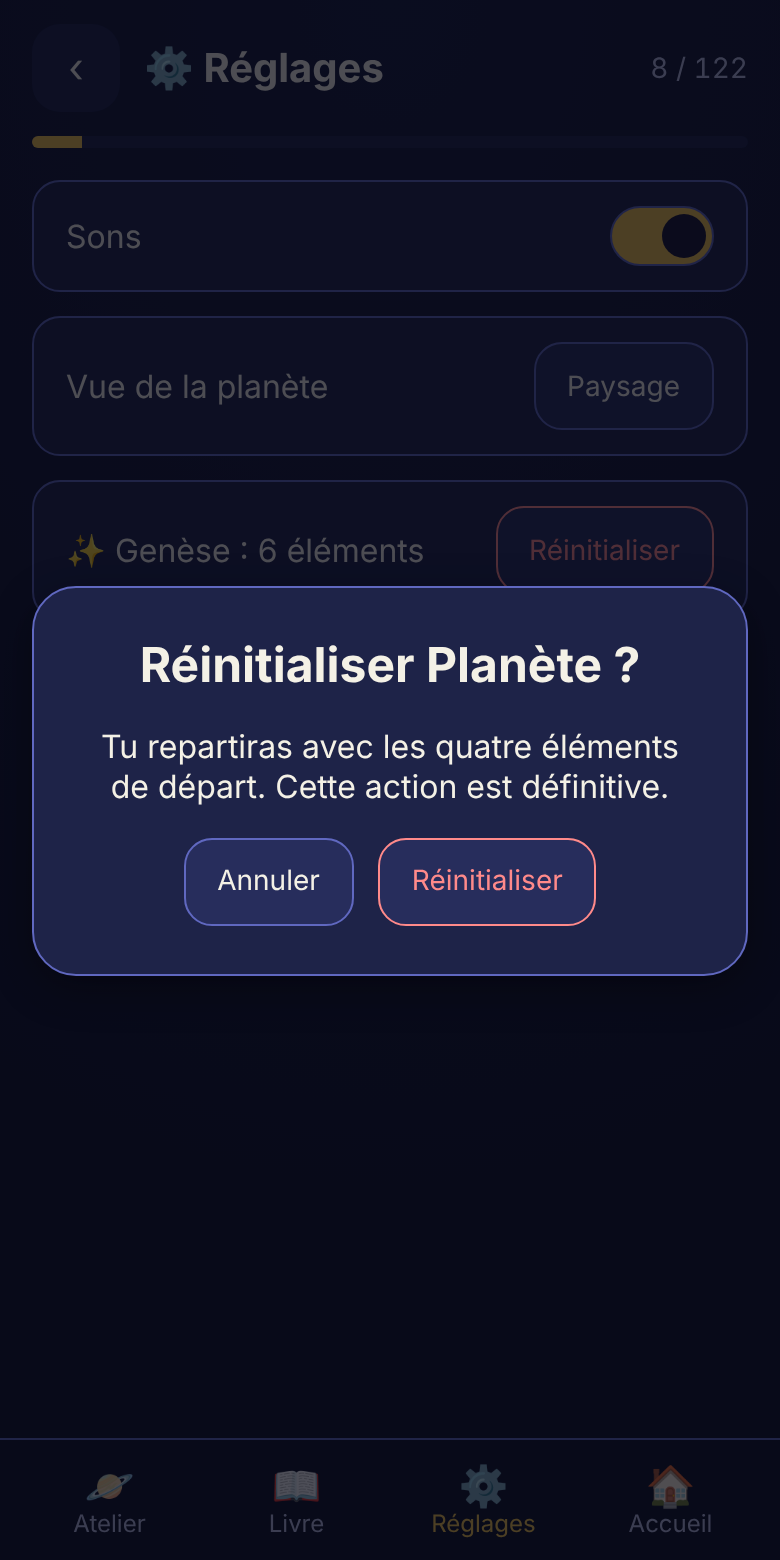 ‹ ⚙️ Réglages 8 / 122
Sons
Vue de la planète Paysage
✨ Genèse : 6 éléments Réinitialiser
Réinitialiser Planète ?
Tu repartiras avec les quatre éléments
de départ. Cette action est définitive.
Annuler Réinitialiser
Atelier Livre Réglages Accueil